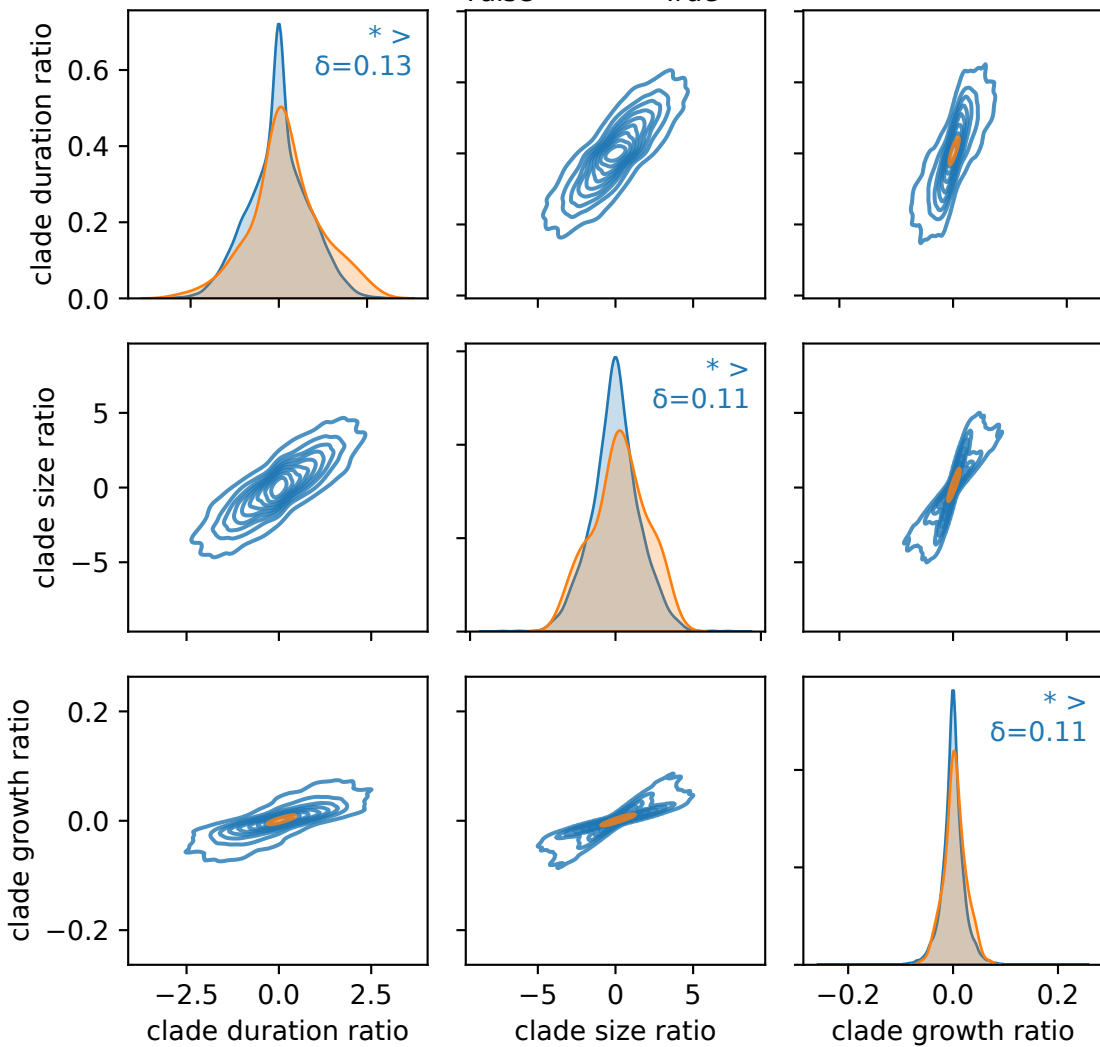 * >
δ=0.13
clade duration ratio
0.6
0.4
0.2
0.0
* >
δ=0.11
clade size ratio
5
0
−5
* >
δ=0.11
clade growth ratio
0.2
0.0
−0.2
−2.5 0.0 2.5 −5 0 5 −0.2 0.0 0.2
clade duration ratio clade size ratio clade growth ratio